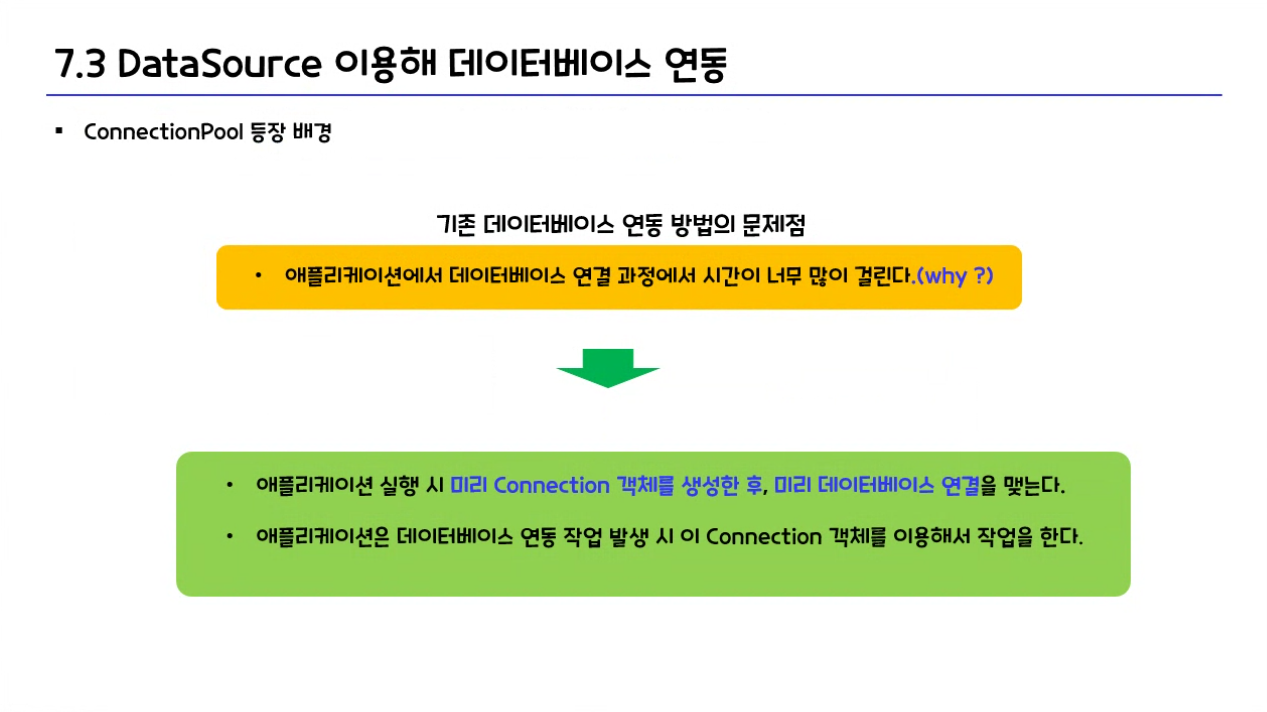 7.3 DataSource 이용해 데이터베이스 연동
▪ ConnectionPool 등장 배경
기존 데이터베이스 연동 방법의 문제점
• 애플리케이션에서 데이터베이스 연결 과정에서 시간이 너무 많이 걸린다.(why ?)
• 애플리케이션 실행 시 미리 Connection 객체를 생성한 후, 미리 데이터베이스 연결을 맺는다.
• 애플리케이션은 데이터베이스 연동 작업 발생 시 이 Connection 객체를 이용해서 작업을 한다.